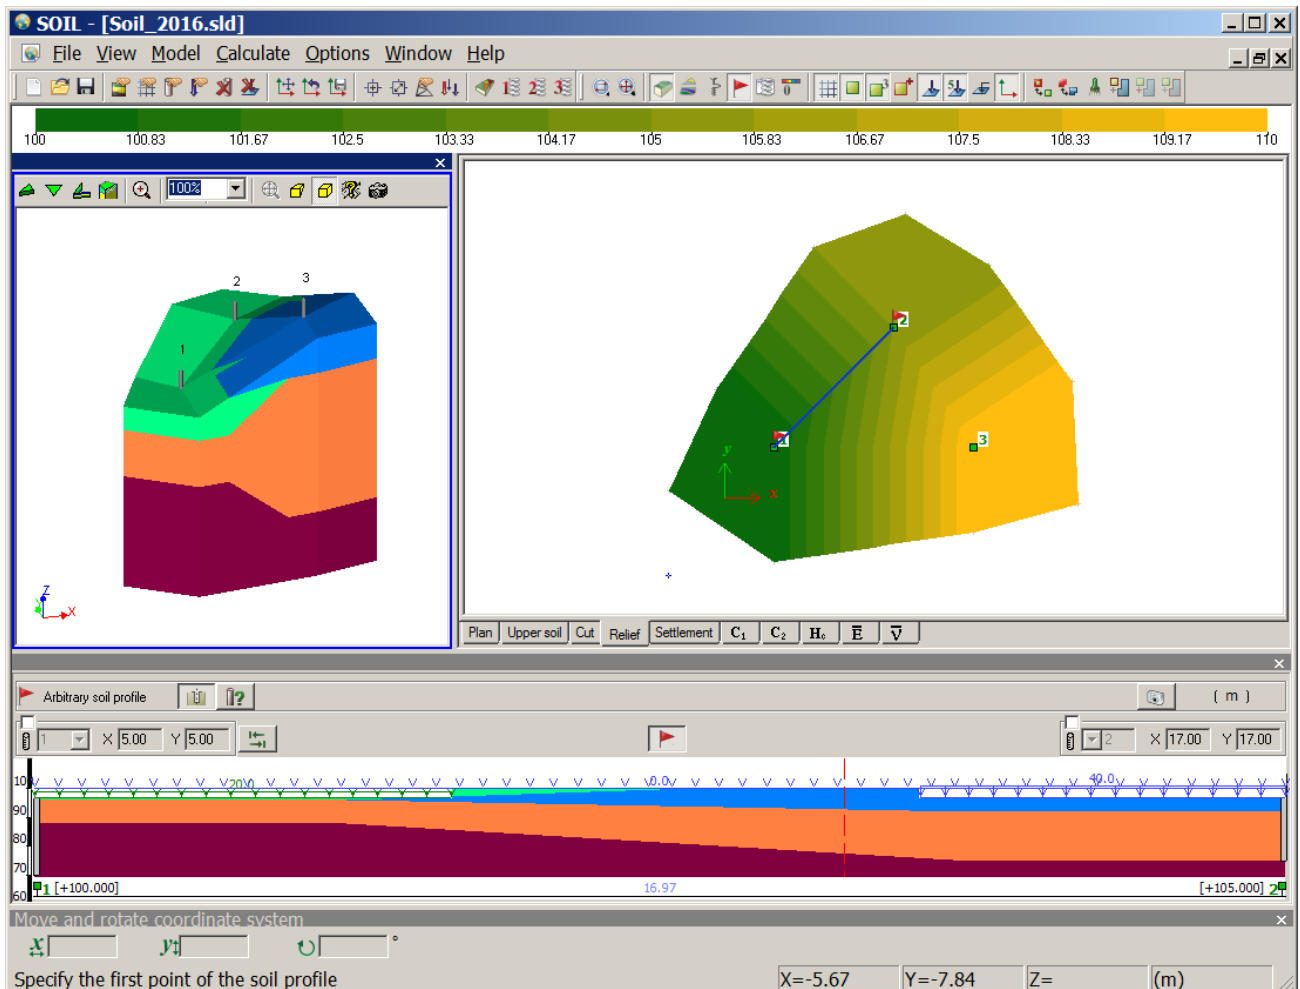 SOIL - [Soil_2016.sld]
File View Model Calculate Options Window Help
100 100.83 101.67 102.5 103.33 104.17 105 105.83 106.67 107.5 108.33 109.17 110
100%
2 3
1
Z
Y X
2
1 3
y
x
Plan Upper soil Cut Relief Settlement C₁ C₂ H꜀ E̅ V̅
Arbitrary soil profile ( m )
1 X 5.00 Y 5.00 2 X 17.00 Y 17.00
10 20.0 0.0 40.0
90
80
70
60
1 [+100.000] 16.97 [+105.000] 2
Move and rotate coordinate system
x y °
Specify the first point of the soil profile X=-5.67 Y=-7.84 Z= (m)